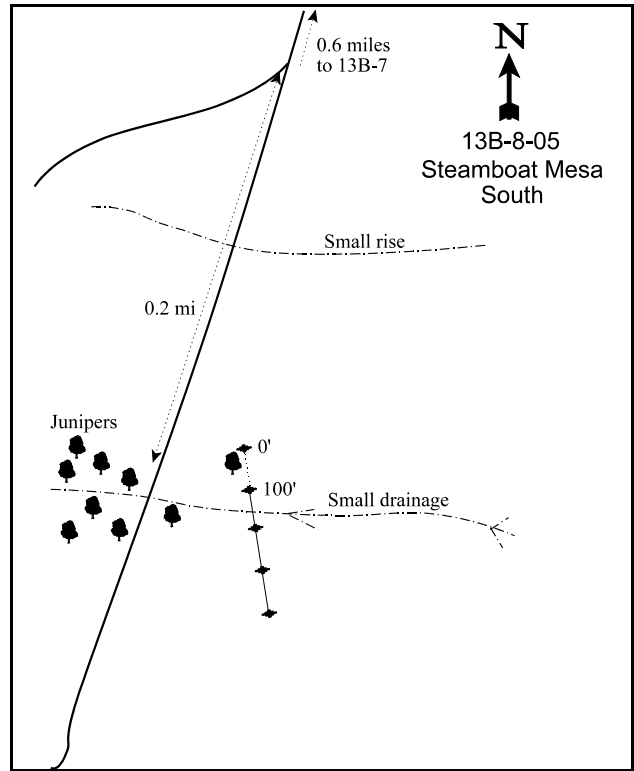 0.6 miles
to 13B-7
N
13B-8-05
Steamboat Mesa
South
Small rise
0.2 mi
Junipers
0'
100'
Small drainage